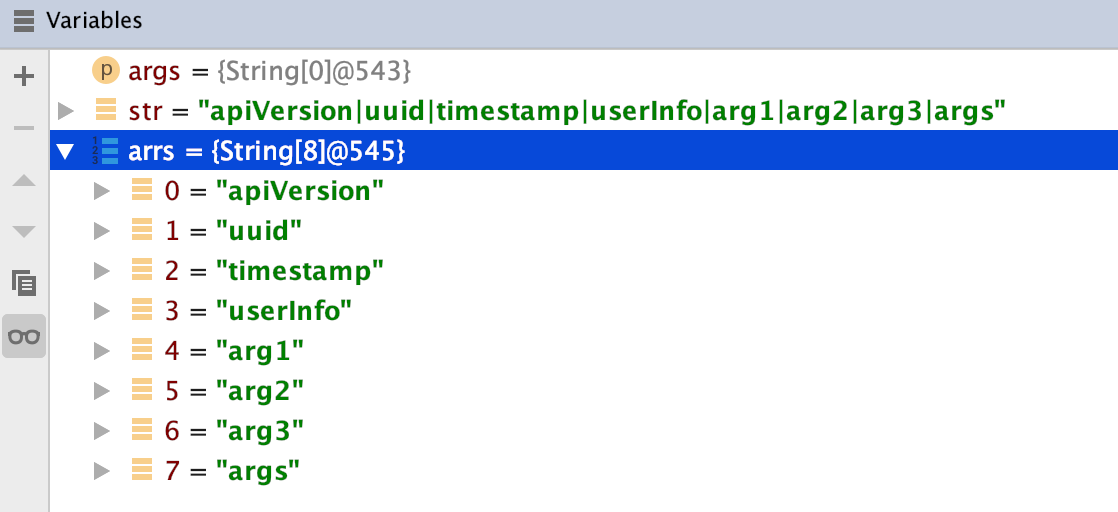 Variables
args = {String[0]@543}
str = "apiVersion|uuid|timestamp|userInfo|arg1|arg2|arg3|args"
arrs = {String[8]@545}
0 = "apiVersion"
1 = "uuid"
2 = "timestamp"
3 = "userInfo"
4 = "arg1"
5 = "arg2"
6 = "arg3"
7 = "args"